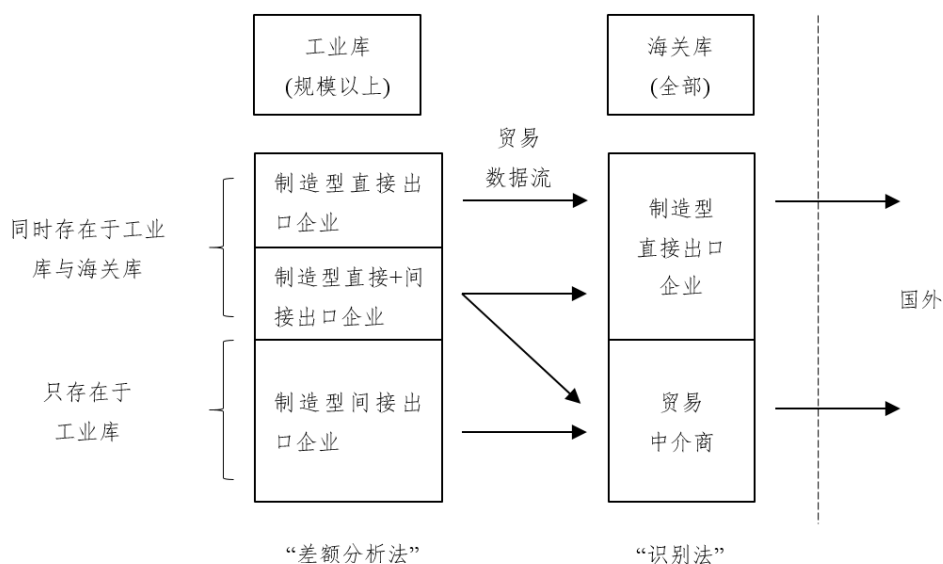 工业库
(规模以上)
海关库
(全部)
贸易
数据流
同时存在于工业
库与海关库
制造型直接出
口企业
制造型直接+间
接出口企业
制造型
直接出口
企业
国外
只存在于
工业库
制造型间接出
口企业
贸易
中介商
“差额分析法”
“识别法”